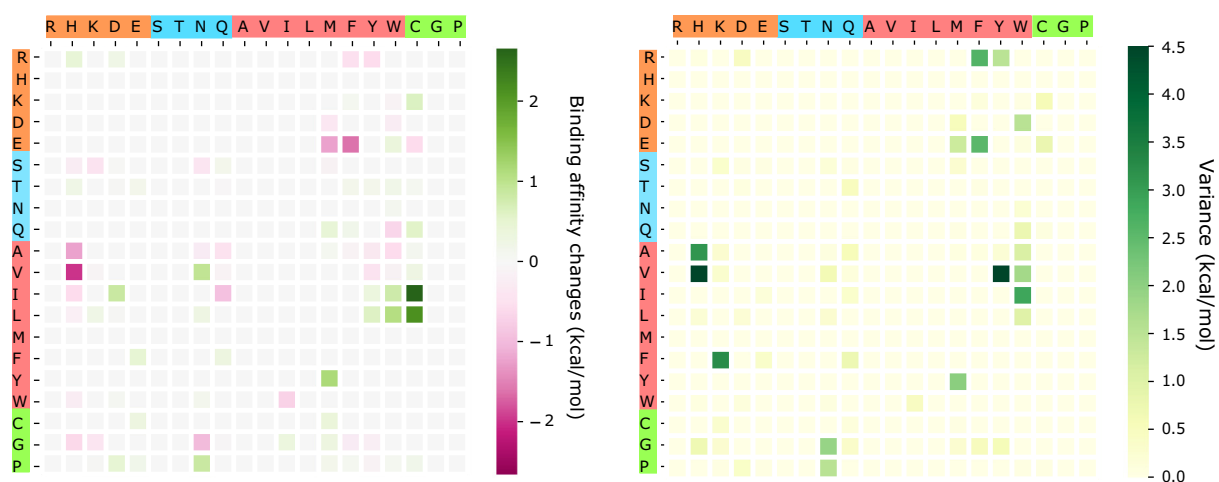 R H K D E S T N Q A V I L M F Y W C G P
R
H
K
D
E
S
T
N
Q
A
V
I
L
M
F
Y
W
C
G
P
2
1
0
−1
−2
Binding affinity changes (kcal/mol)
R H K D E S T N Q A V I L M F Y W C G P
R
H
K
D
E
S
T
N
Q
A
V
I
L
M
F
Y
W
C
G
P
4.5
4.0
3.5
3.0
2.5
2.0
1.5
1.0
0.5
0.0
Variance (kcal/mol)